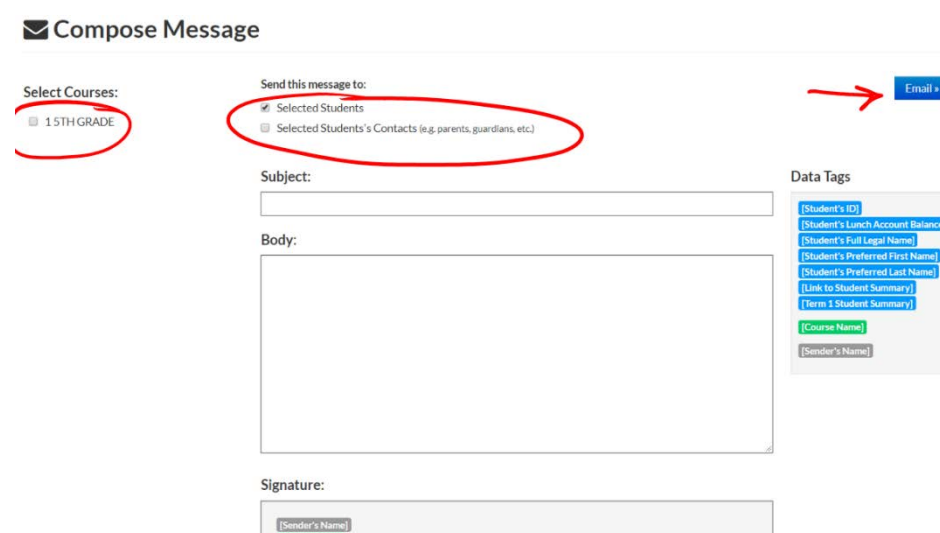 Compose Message
Select Courses:
1 5TH GRADE
Send this message to:
Selected Students
Selected Students's Contacts (e.g. parents, guardians, etc.)
Email »
Subject:
Body:
Data Tags
[Student's ID]
[Student's Lunch Account Balance
[Student's Full Legal Name]
[Student's Preferred First Name]
[Student's Preferred Last Name]
[Link to Student Summary]
[Term 1 Student Summary]
[Course Name]
[Sender's Name]
Signature:
[Sender's Name]